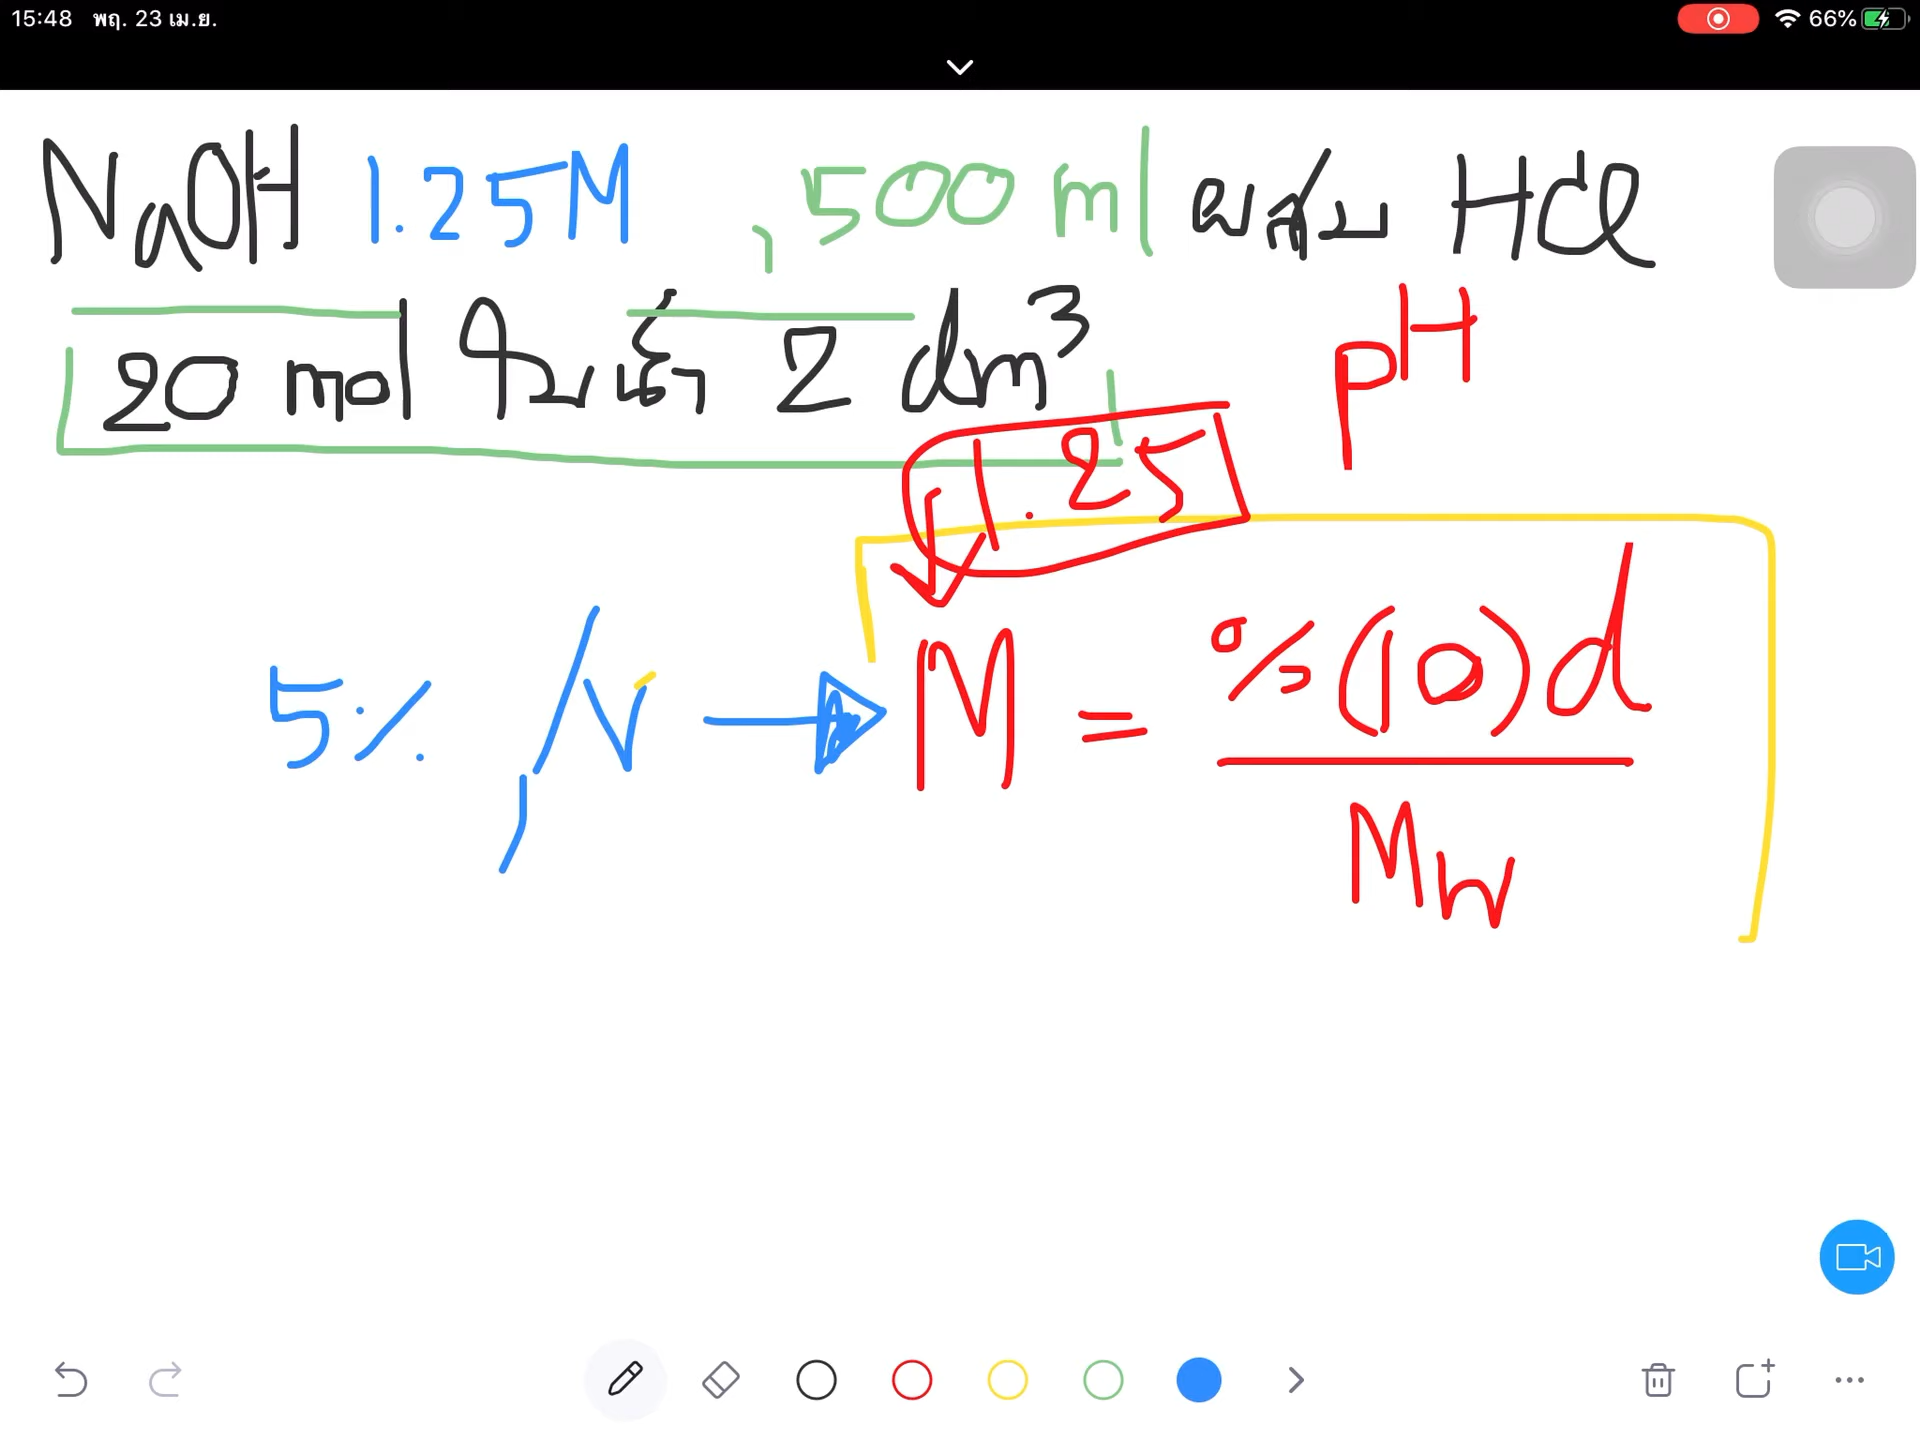 15:48 พฤ. 23 เม.ย. 66%
NaOH 1.25M , 500 ml ผสม HCl
20 mol ในน้ำ 2 dm³ pH
1.25
5% W/V → M = %(10)d / Mw